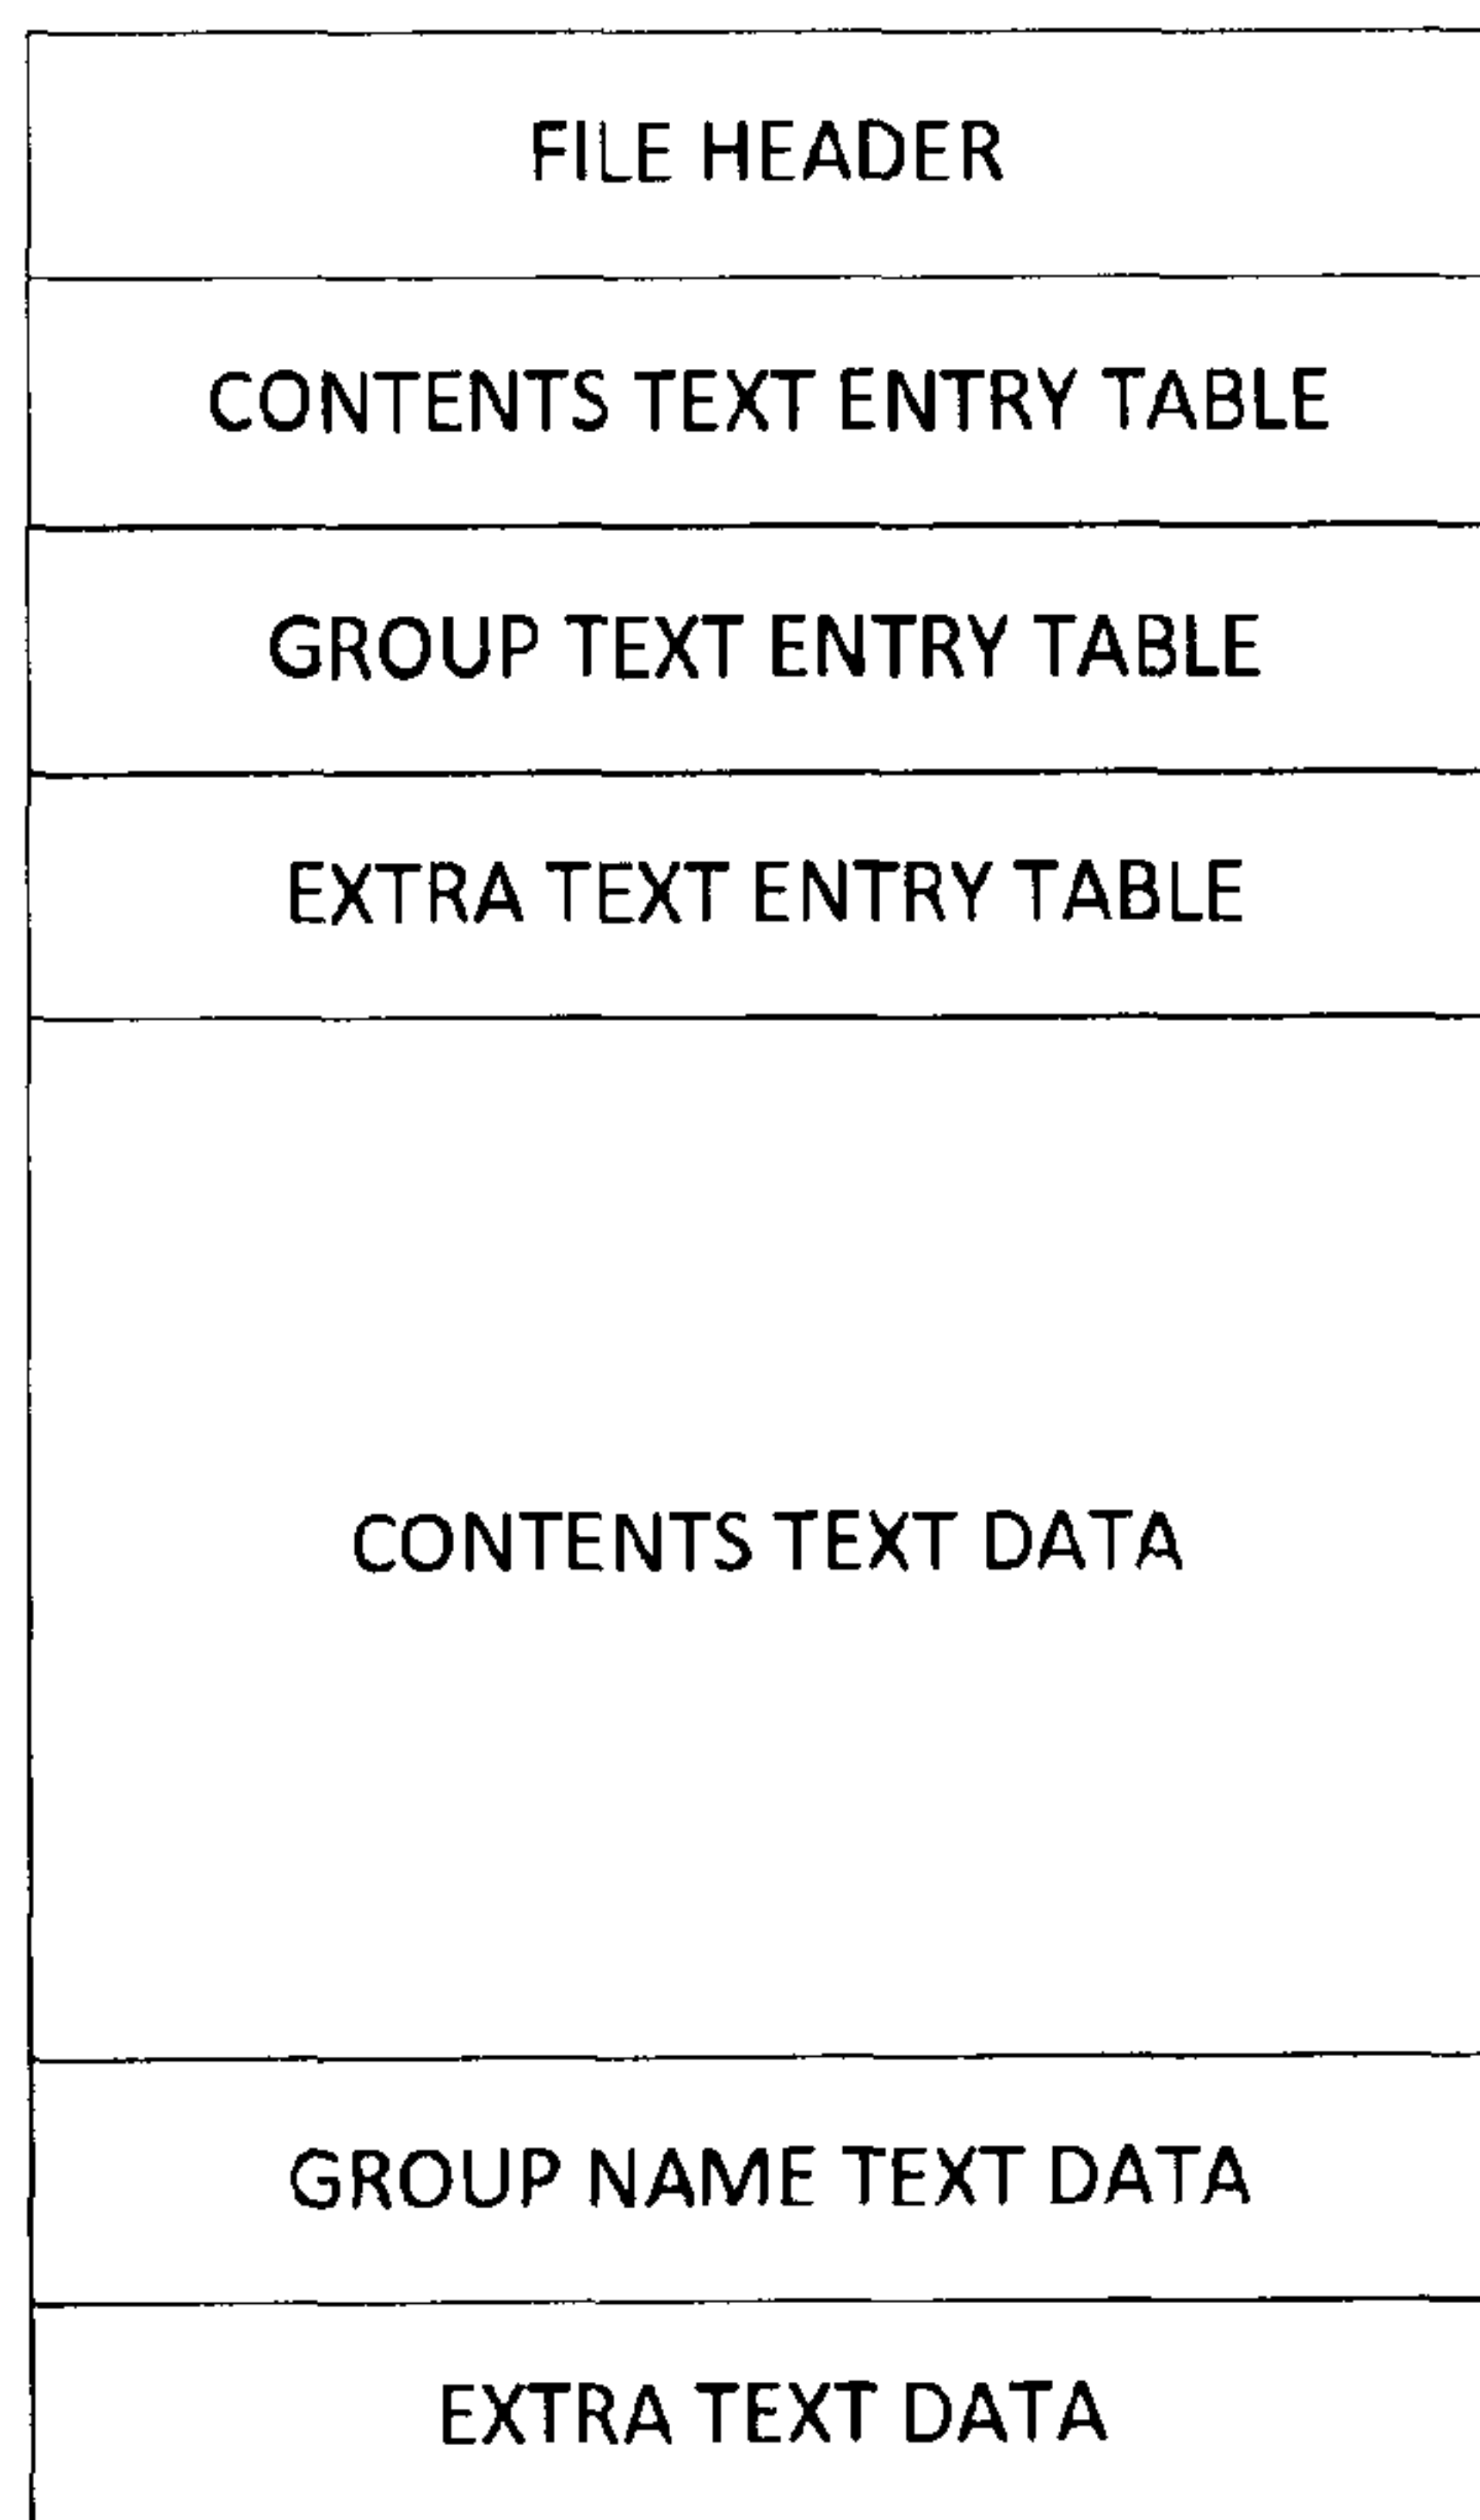 FILE HEADER
CONTENTS TEXT ENTRY TABLE
GROUP TEXT ENTRY TABLE
EXTRA TEXT ENTRY TABLE
CONTENTS TEXT DATA
GROUP NAME TEXT DATA
EXTRA TEXT DATA